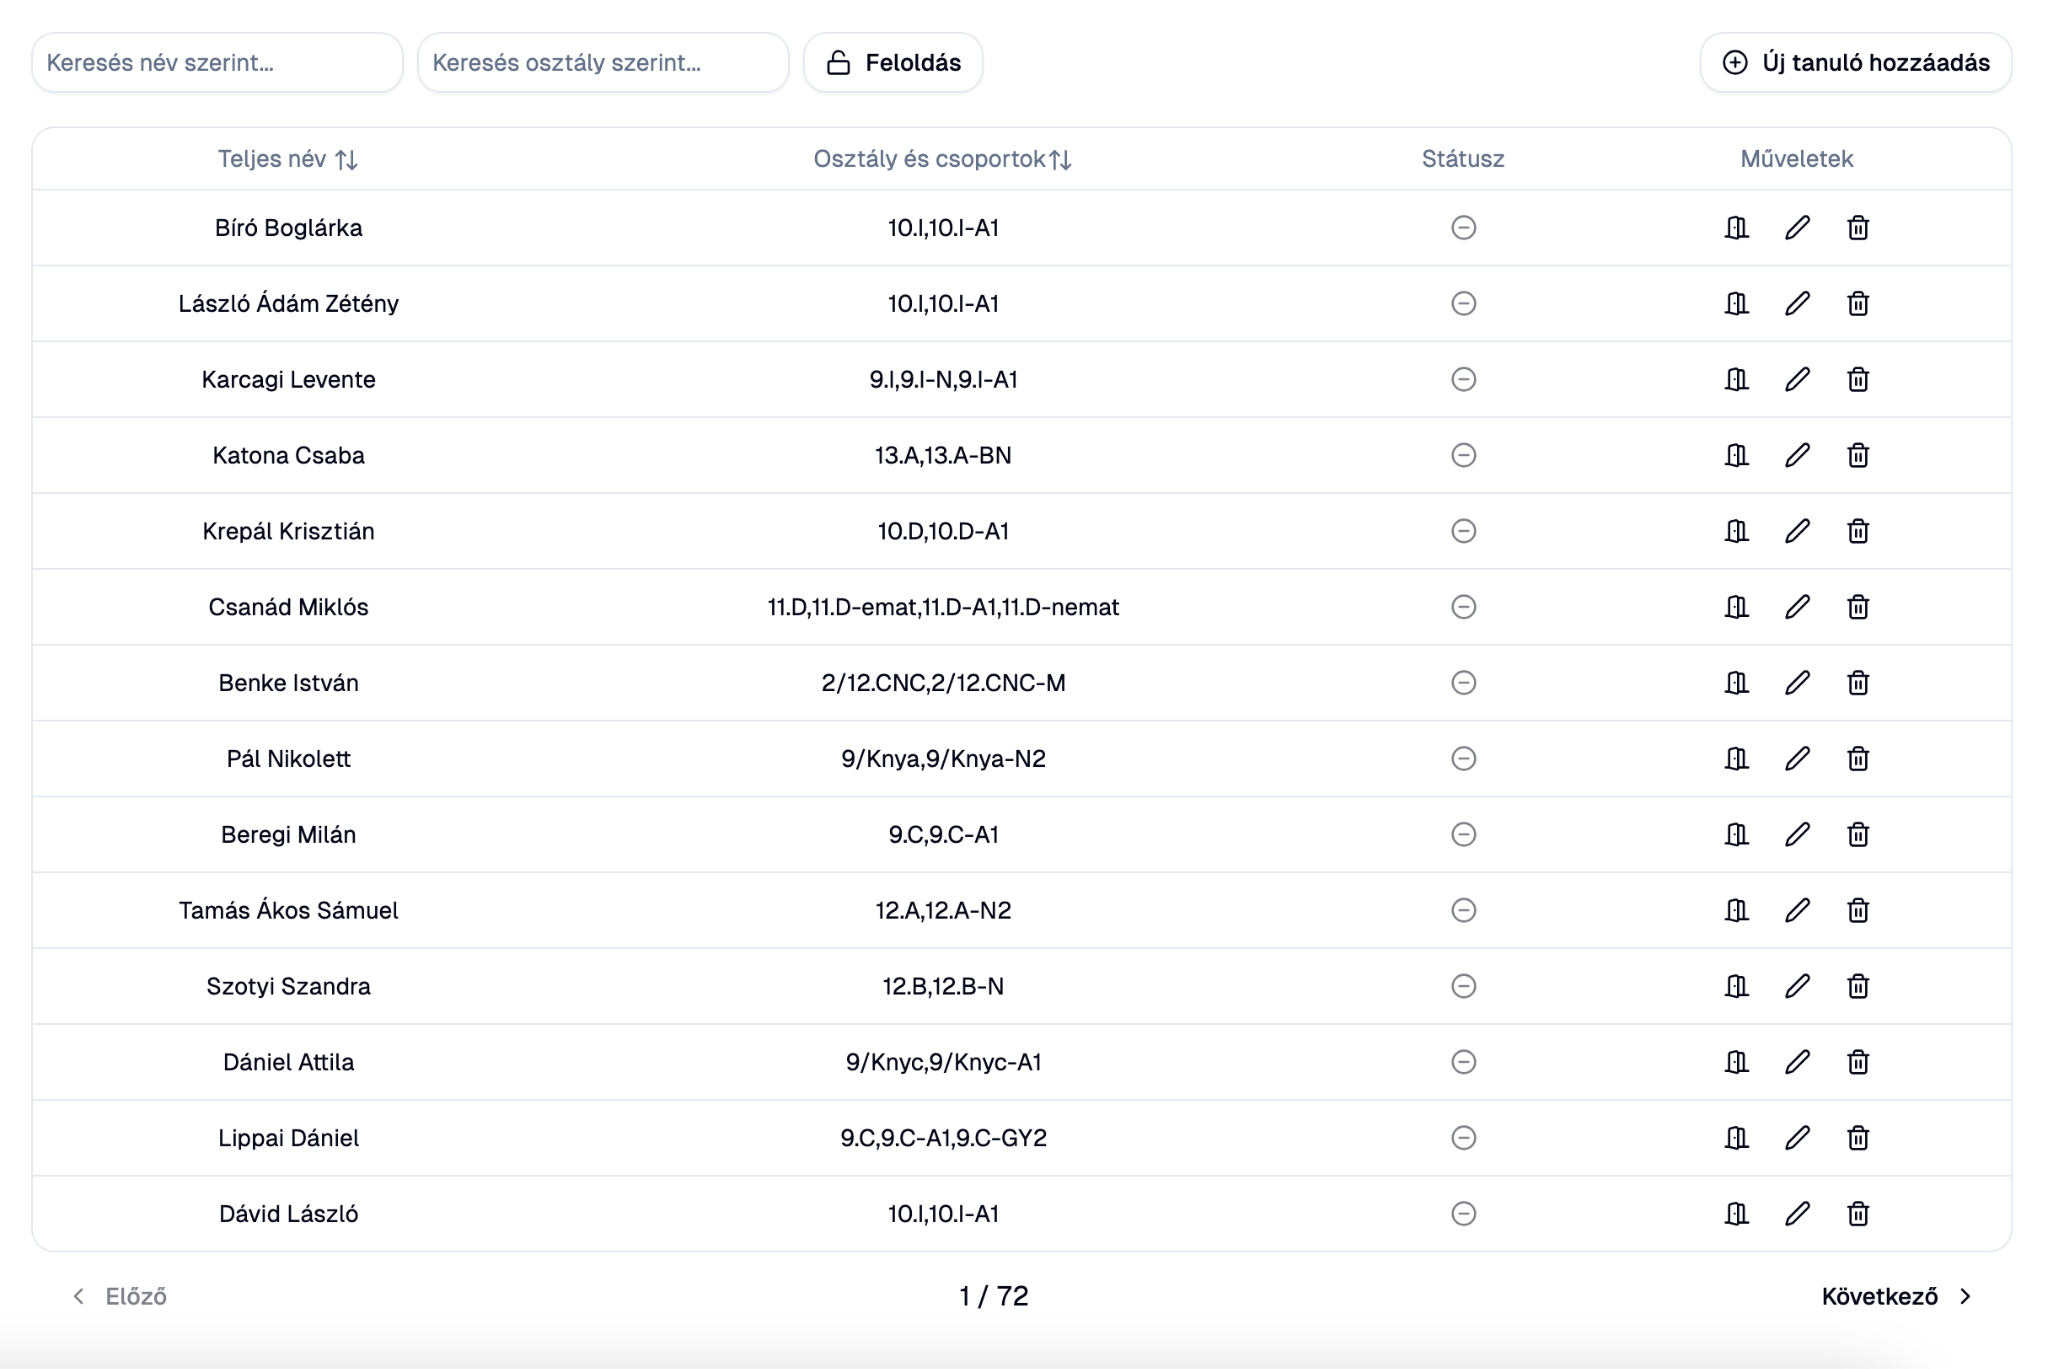 Keresés név szerint... Keresés osztály szerint... Feloldás Új tanuló hozzáadás
Teljes név Osztály és csoportok Státusz Műveletek
Bíró Boglárka 10.I,10.I-A1
László Ádám Zétény 10.I,10.I-A1
Karcagi Levente 9.I,9.I-N,9.I-A1
Katona Csaba 13.A,13.A-BN
Krepál Krisztián 10.D,10.D-A1
Csanád Miklós 11.D,11.D-emat,11.D-A1,11.D-nemat
Benke István 2/12.CNC,2/12.CNC-M
Pál Nikolett 9/Knya,9/Knya-N2
Beregi Milán 9.C,9.C-A1
Tamás Ákos Sámuel 12.A,12.A-N2
Szotyi Szandra 12.B,12.B-N
Dániel Attila 9/Knyc,9/Knyc-A1
Lippai Dániel 9.C,9.C-A1,9.C-GY2
Dávid László 10.I,10.I-A1
Előző 1 / 72 Következő